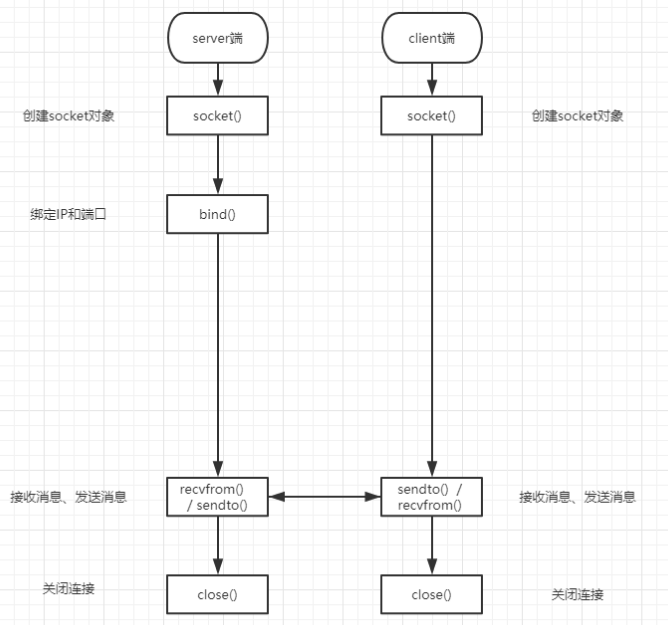 server端
client端
创建socket对象
socket()
socket()
创建socket对象
绑定IP和端口
bind()
接收消息、发送消息
recvfrom()
/ sendto()
sendto() /
recvfrom()
接收消息、发送消息
关闭连接
close()
close()
关闭连接